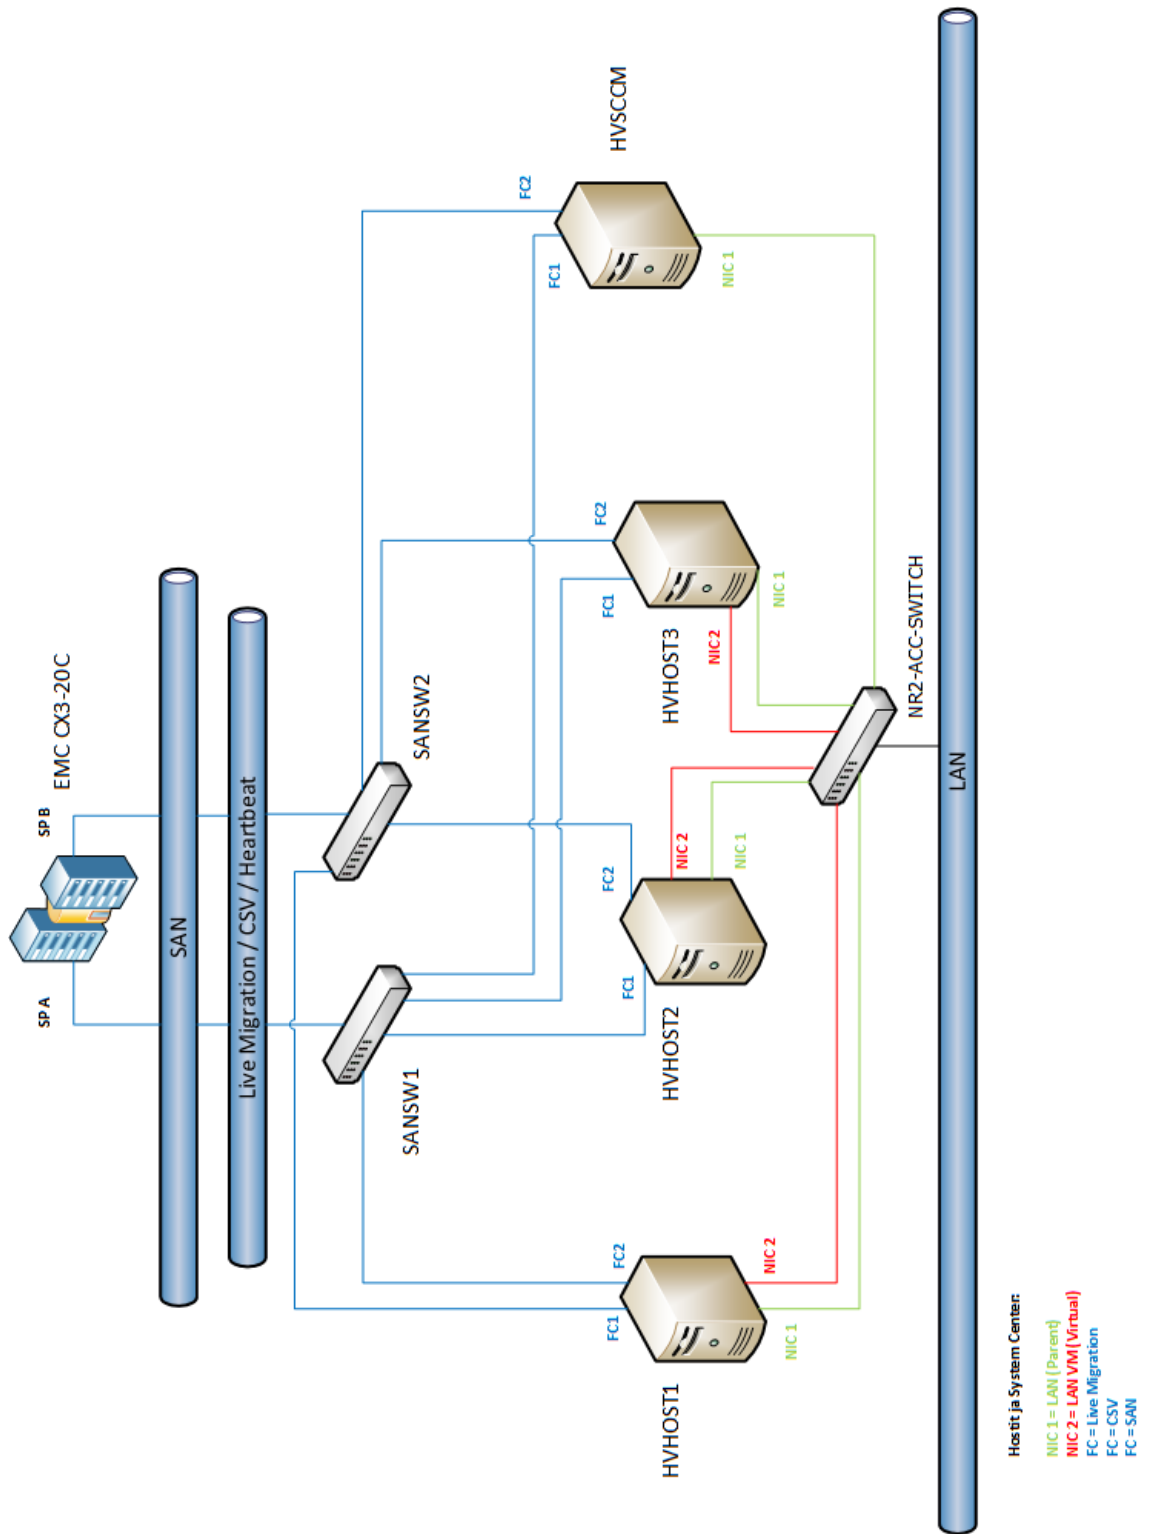 EMC CX3-20C
SP A
SP B
SAN
Live Migration / CSV / Heartbeat
SANSW1
SANSW2
FC1
FC2
FC1
FC2
FC1
FC2
FC1
FC2
HVHOST1
HVHOST2
HVHOST3
HVSCCM
NIC 1
NIC 2
NIC 2
NIC 1
NIC 2
NIC 1
NIC 1
NR2-ACC-SWITCH
LAN
Hostit ja System Center:
NIC 1 = LAN (Parent)
NIC 2 = LAN VM (Virtual)
FC = Live Migration
FC = CSV
FC = SAN